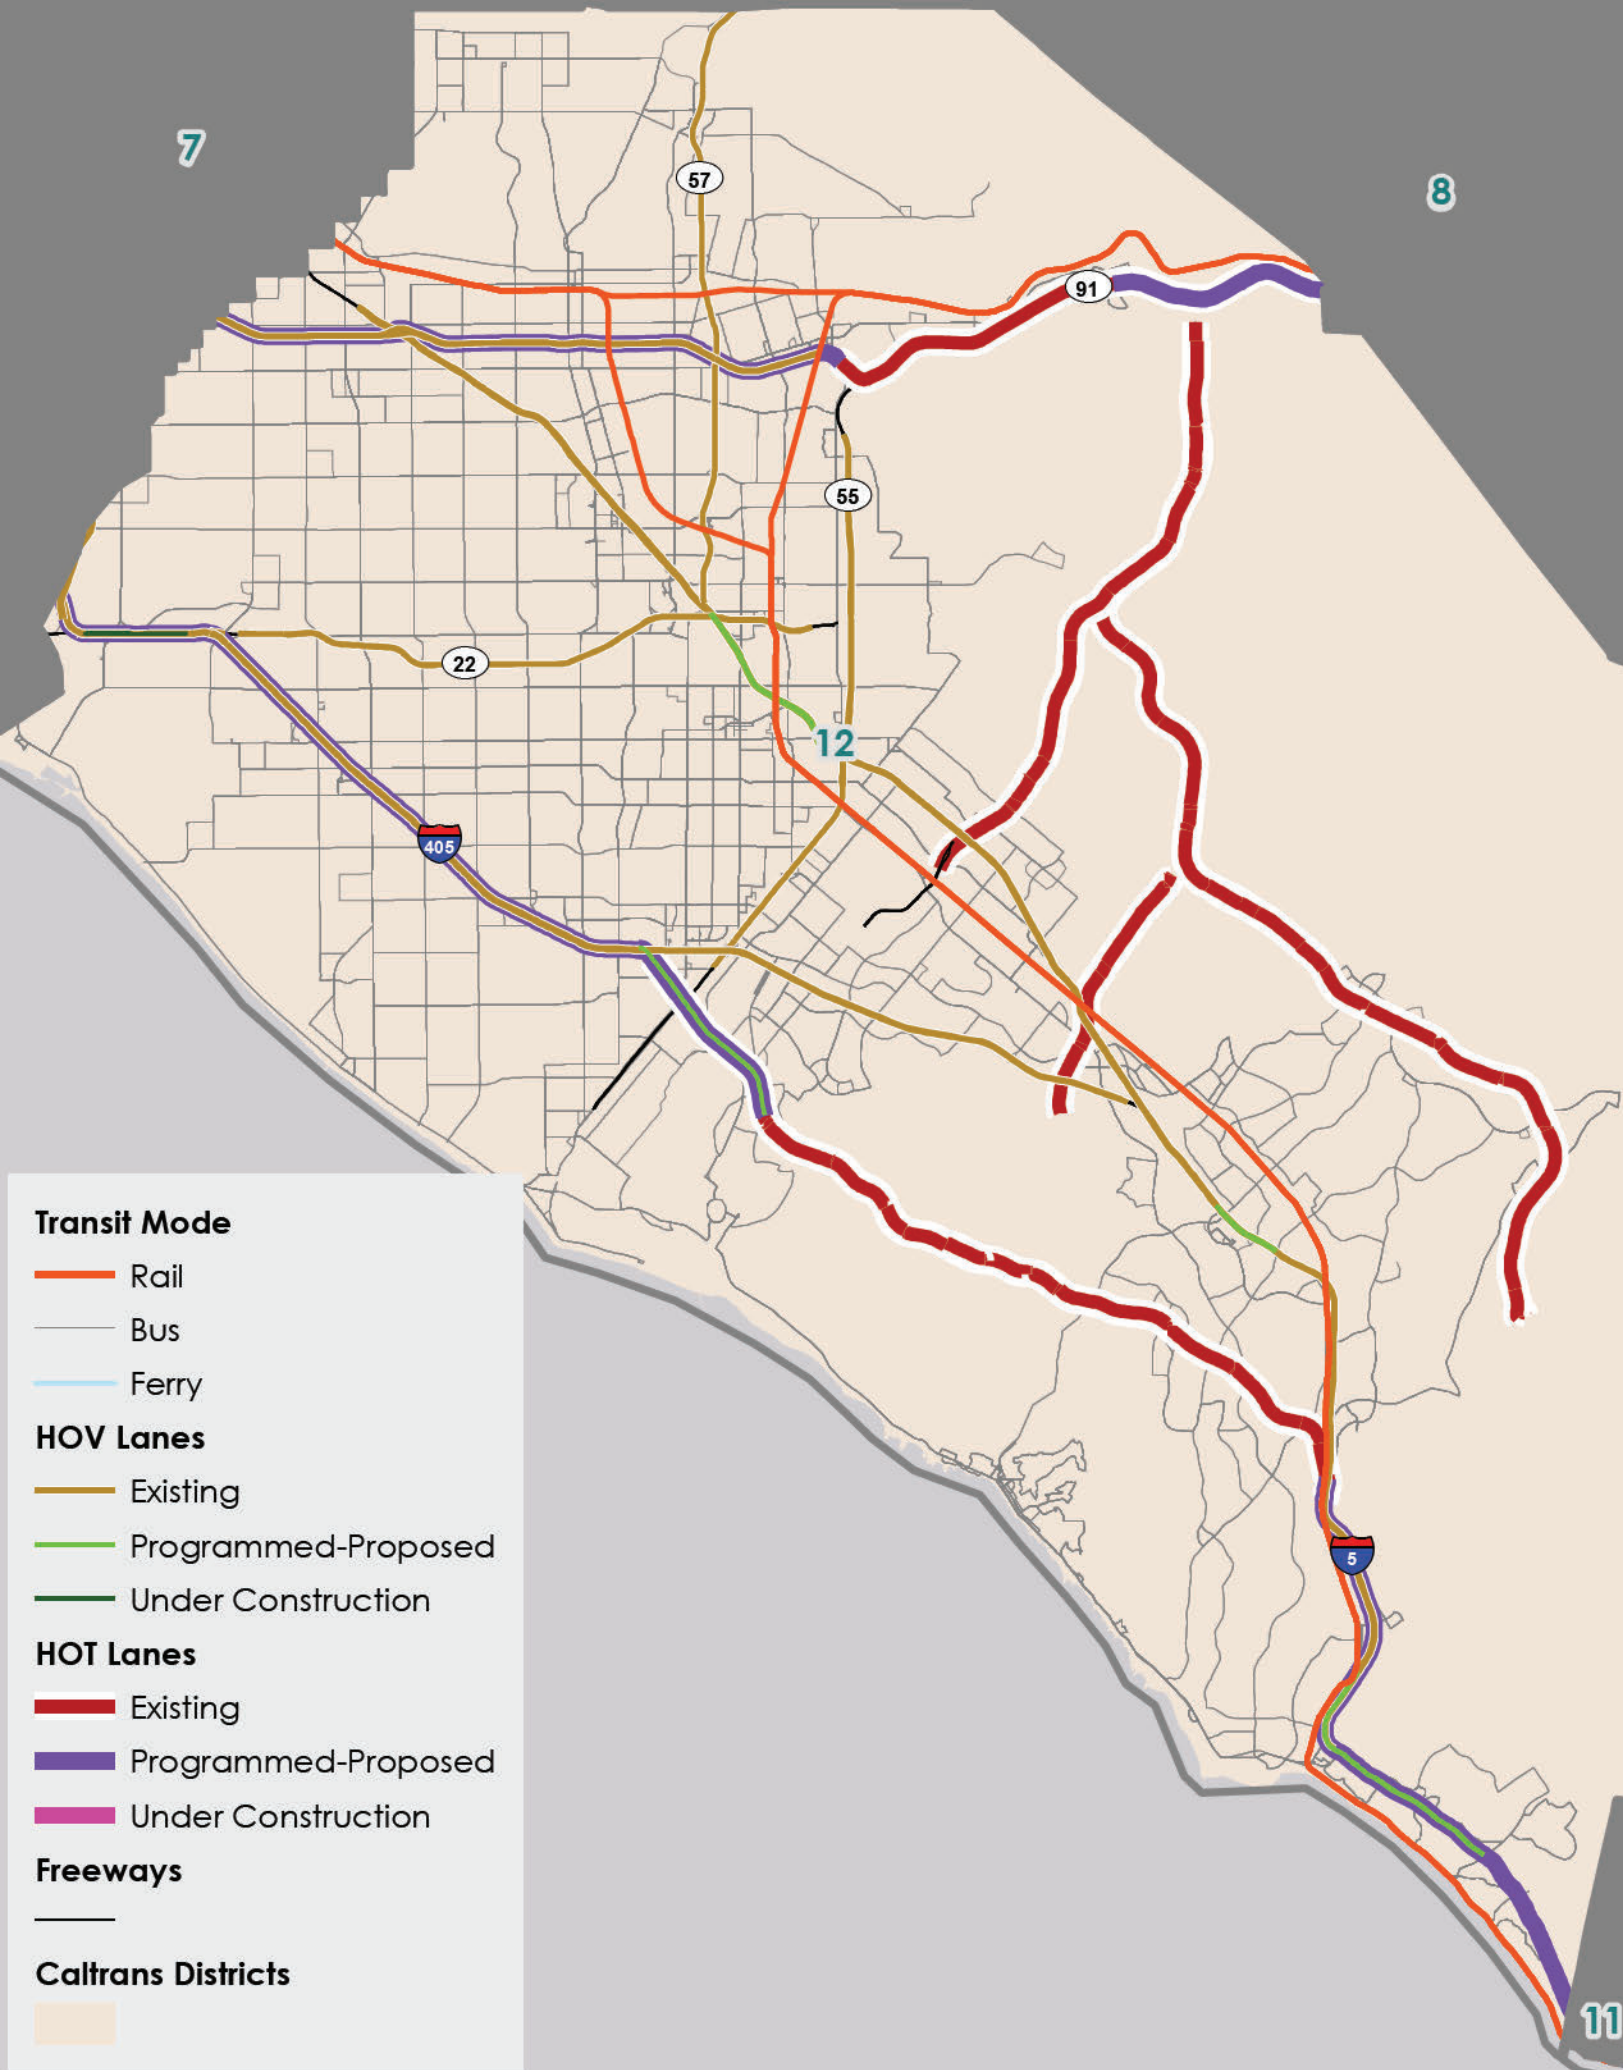 7
57
8
91
55
22
12
405
Transit Mode
Rail
Bus
Ferry
HOV Lanes
Existing
Programmed-Proposed
Under Construction
HOT Lanes
Existing
Programmed-Proposed
Under Construction
Freeways
Caltrans Districts
5
11